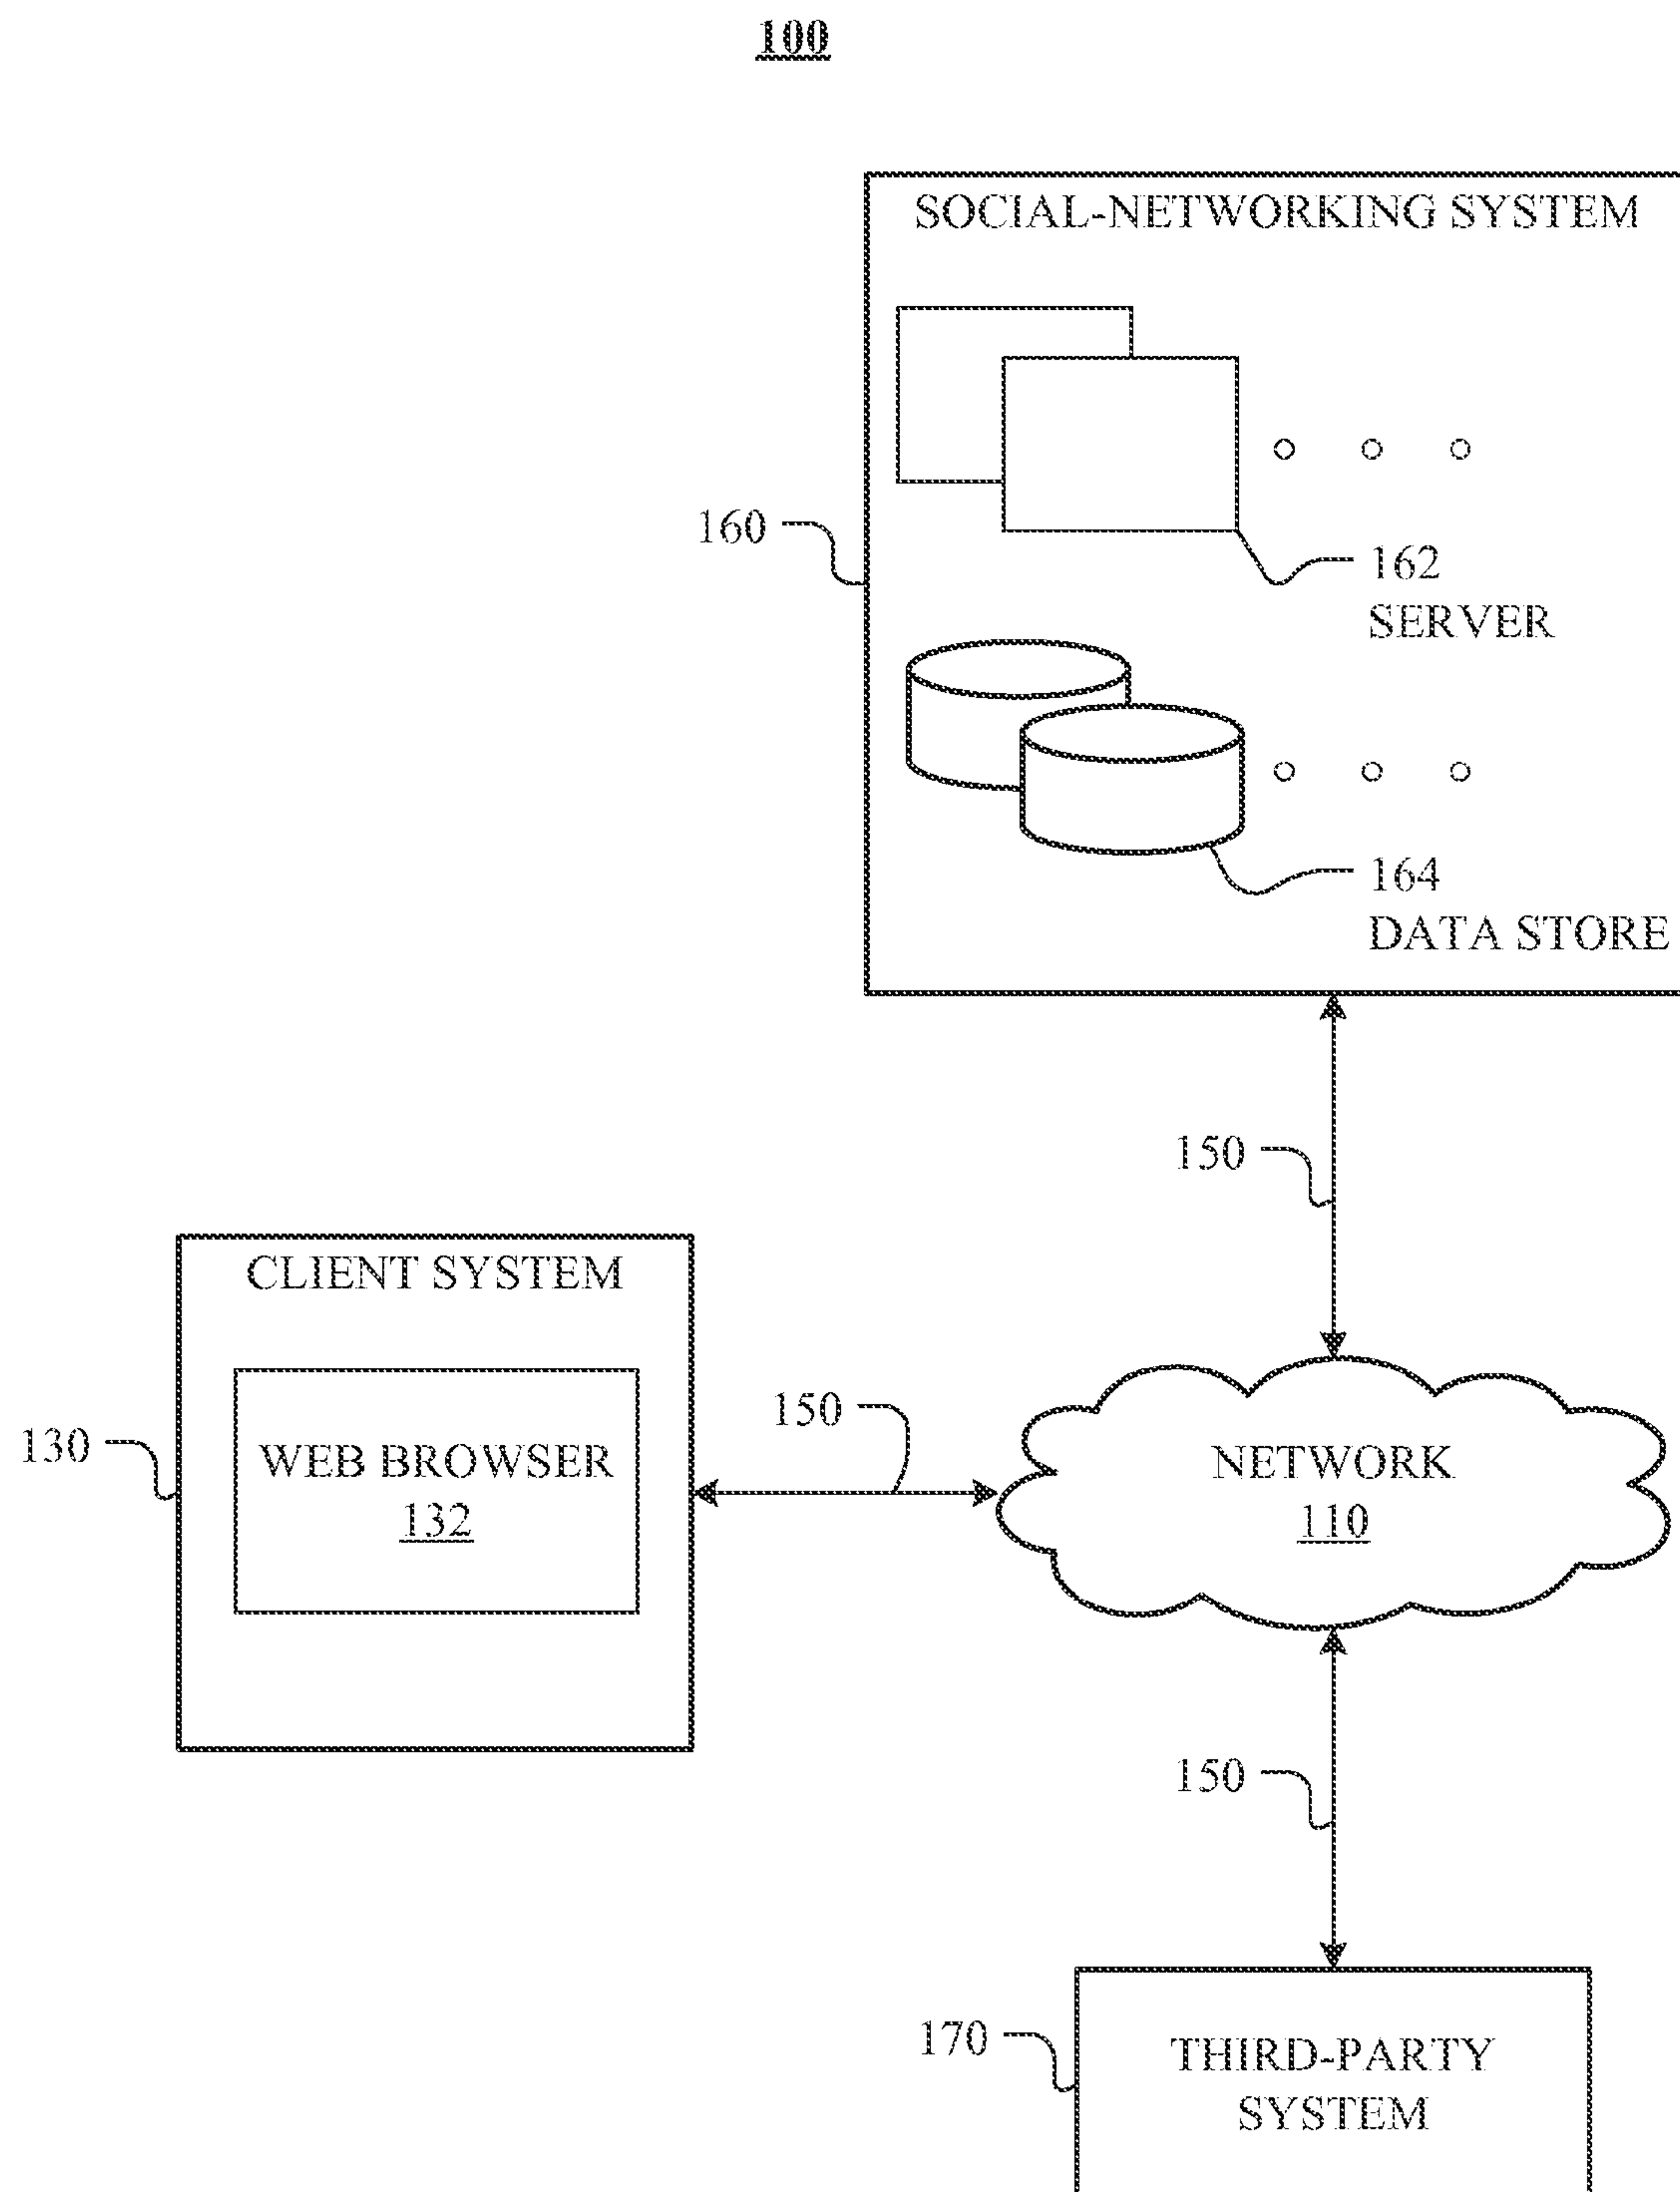 100
SOCIAL-NETWORKING SYSTEM
160
162
SERVER
164
DATA STORE
150
CLIENT SYSTEM
130
WEB BROWSER
132
150
NETWORK
110
150
170
THIRD-PARTY
SYSTEM